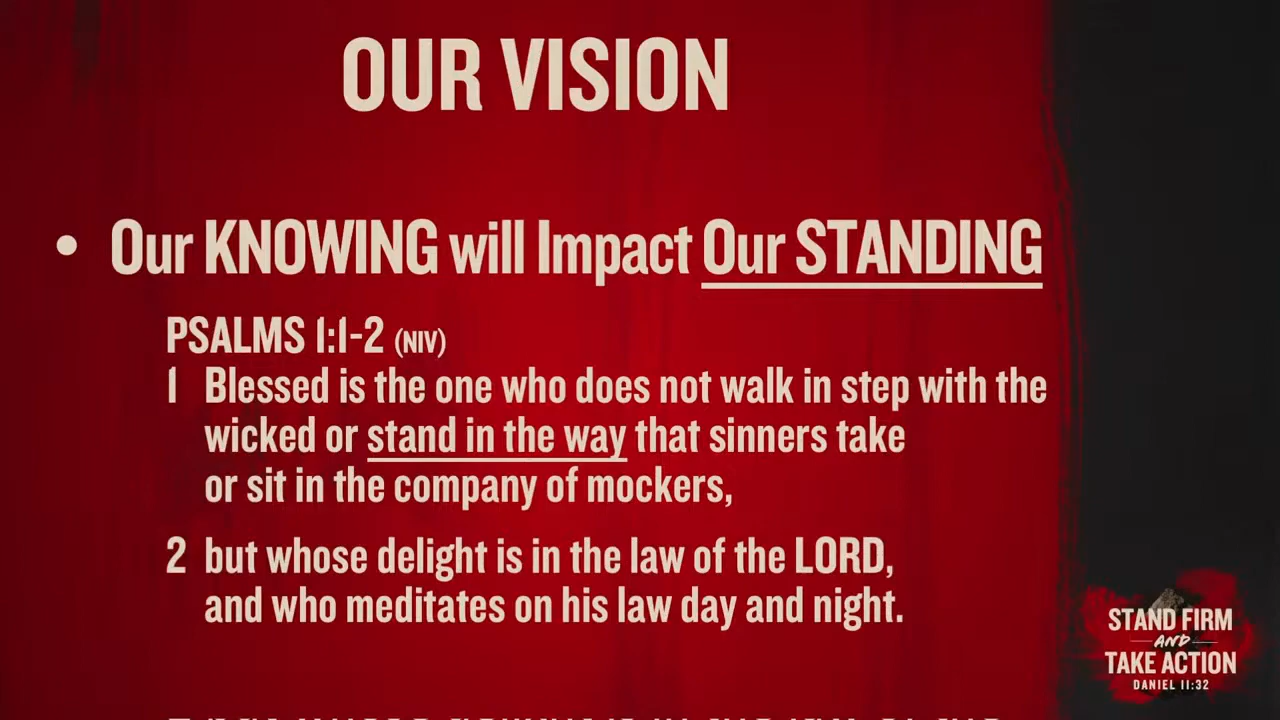 OUR VISION
• Our KNOWING will Impact Our STANDING
PSALMS 1:1-2 (NIV)
1 Blessed is the one who does not walk in step with the
wicked or stand in the way that sinners take
or sit in the company of mockers,
2 but whose delight is in the law of the LORD,
and who meditates on his law day and night.
STAND FIRM
AND
TAKE ACTION
DANIEL 11:32